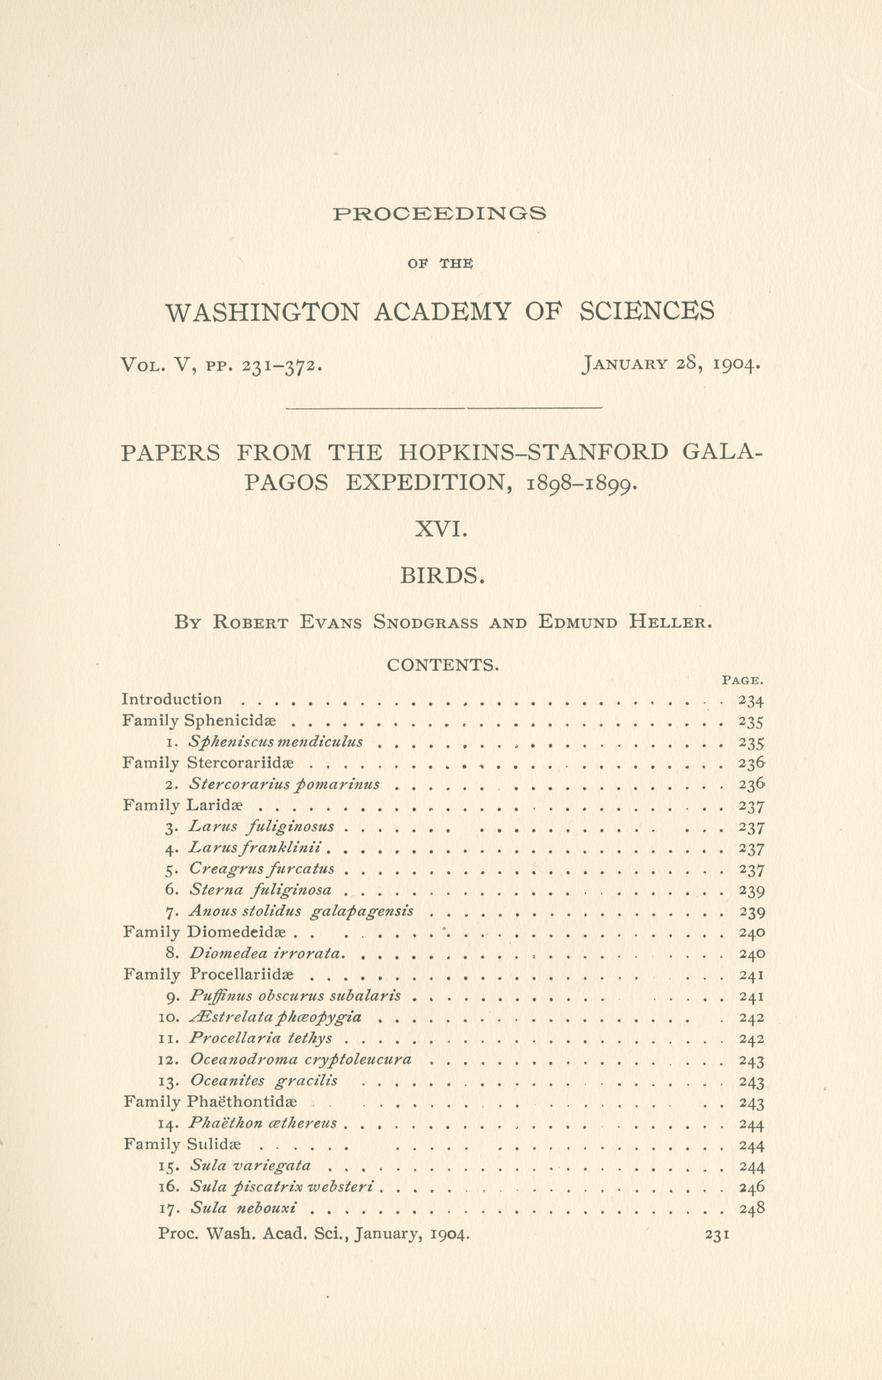 PROCEEDINGS
OF THE
WASHINGTON ACADEMY OF SCIENCES
VOL. V, PP. 231–372. JANUARY 28, 1904.
PAPERS FROM THE HOPKINS–STANFORD GALA-
PAGOS EXPEDITION, 1898–1899.
XVI.
BIRDS.
BY ROBERT EVANS SNODGRASS AND EDMUND HELLER.
CONTENTS.
PAGE.
Introduction . . . . . . . . . . . . . . . . . . . . . . . . 234
Family Sphenicidæ . . . . . . . . . . . . . . . . . . . . . 235
1. Spheniscus mendiculus . . . . . . . . . . . . . . . . . 235
Family Stercorariidæ . . . . . . . . . . . . . . . . . . . . 236
2. Stercorarius pomarinus . . . . . . . . . . . . . . . . 236
Family Laridæ . . . . . . . . . . . . . . . . . . . . . . . 237
3. Larus fuliginosus . . . . . . . . . . . . . . . . . . 237
4. Larus franklinii . . . . . . . . . . . . . . . . . . . 237
5. Creagrus furcatus . . . . . . . . . . . . . . . . . . . 237
6. Sterna fuliginosa . . . . . . . . . . . . . . . . . . . 239
7. Anous stolidus galapagensis . . . . . . . . . . . . . . 239
Family Diomedeidæ . . . . . . . . . . . . . . . . . . . . . 240
8. Diomedea irrorata. . . . . . . . . . . . . . . . . . . 240
Family Procellariidæ . . . . . . . . . . . . . . . . . . . . 241
9. Puffinus obscurus subalaris . . . . . . . . . . . . . . 241
10. Æstrelata phæopygia . . . . . . . . . . . . . . . . . 242
11. Procellaria tethys . . . . . . . . . . . . . . . . . . 242
12. Oceanodroma cryptoleucura . . . . . . . . . . . . . . 243
13. Oceanites gracilis . . . . . . . . . . . . . . . . . . 243
Family Phaëthontidæ . . . . . . . . . . . . . . . . . . . . 243
14. Phaëthon æthereus . . . . . . . . . . . . . . . . . . 244
Family Sulidæ . . . . . . . . . . . . . . . . . . . . . . . 244
15. Sula variegata . . . . . . . . . . . . . . . . . . . . 244
16. Sula piscatrix websteri . . . . . . . . . . . . . . . . 246
17. Sula nebouxi . . . . . . . . . . . . . . . . . . . . . 248
Proc. Wash. Acad. Sci., January, 1904. 231